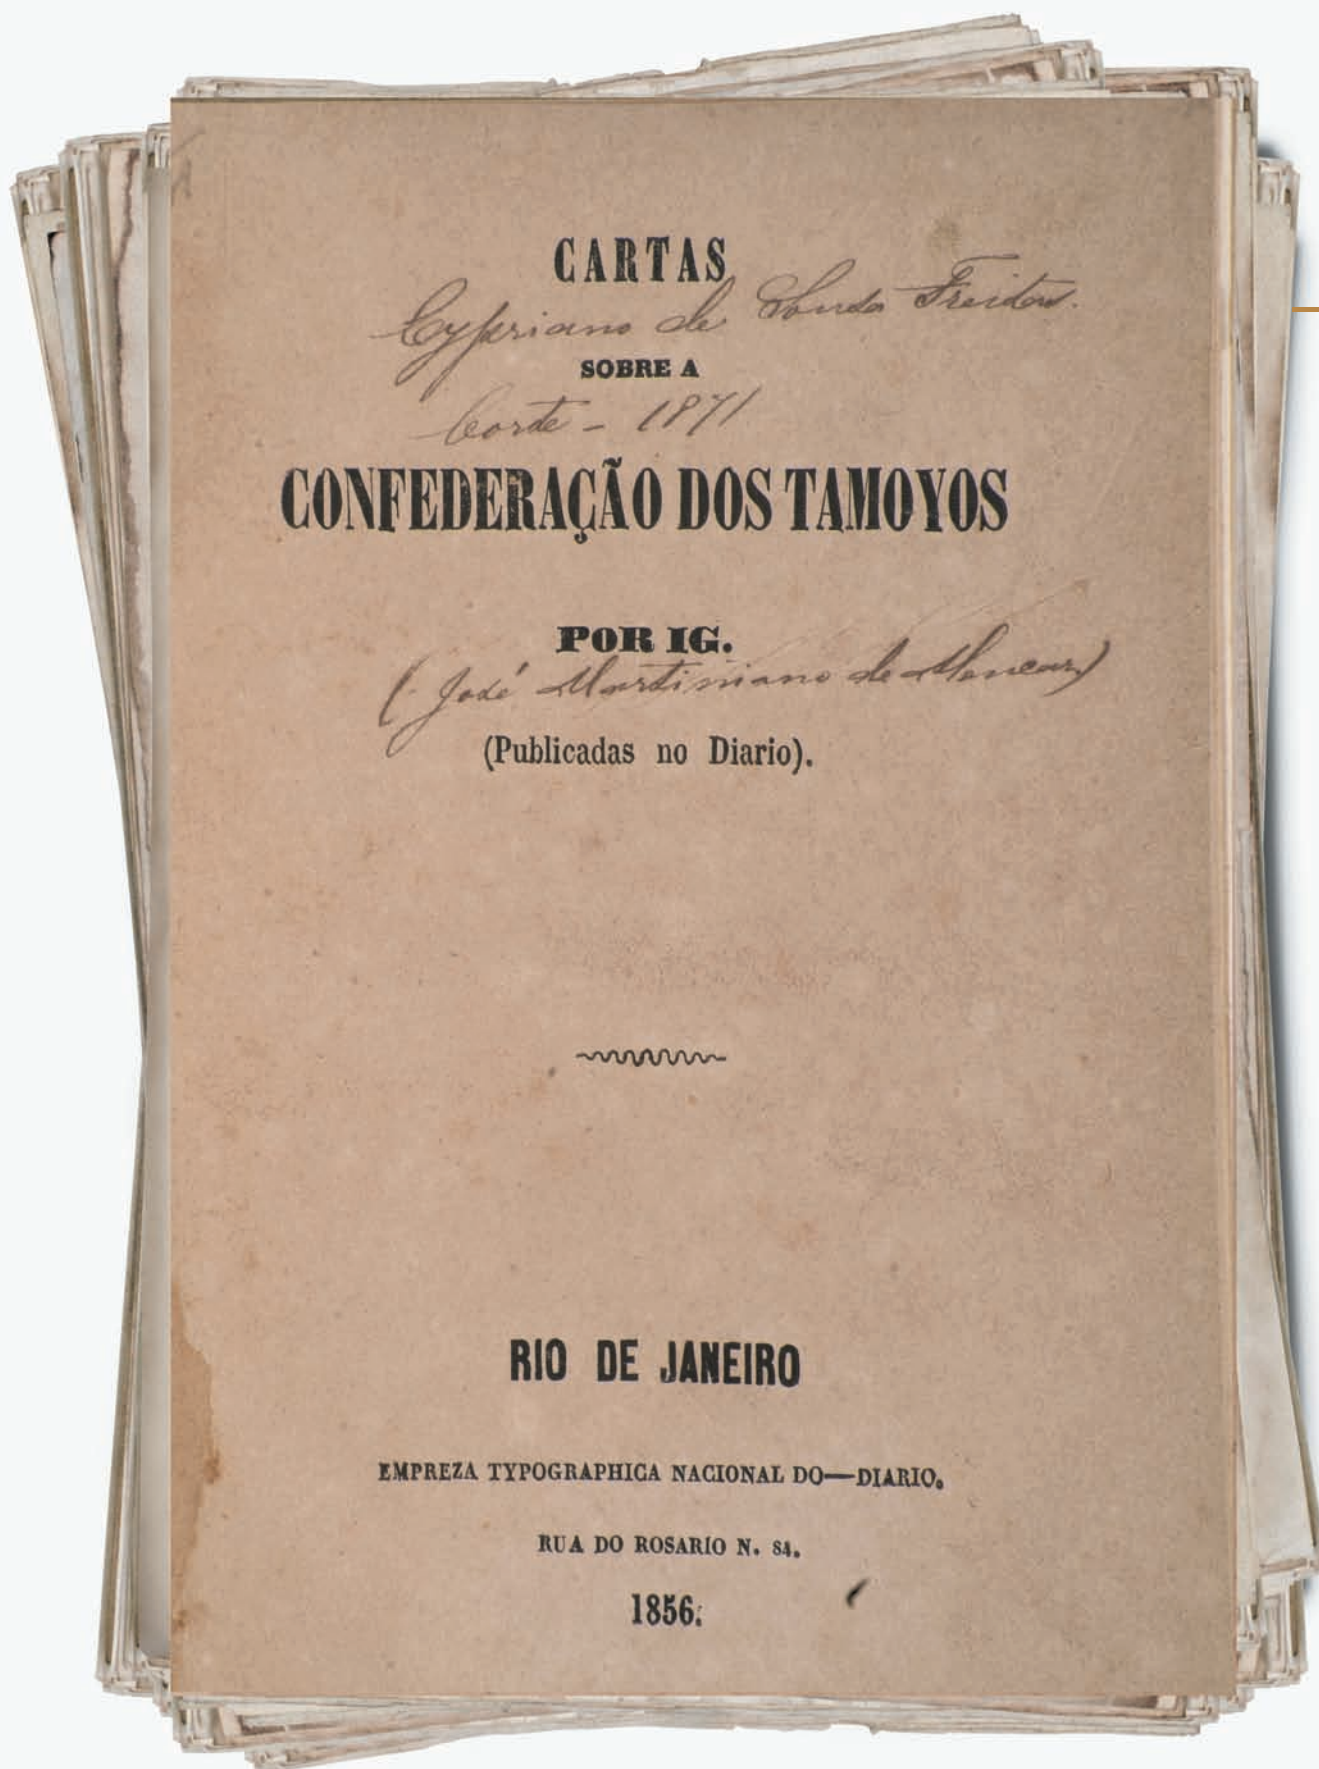 CARTAS
Cypriano de Souza Freitas.
SOBRE A
Corte - 1871
CONFEDERAÇÃO DOS TAMOYOS
POR IG.
(José Martiniano de Alencar)
(Publicadas no Diario).
RIO DE JANEIRO
EMPREZA TYPOGRAPHICA NACIONAL DO—DIARIO.
RUA DO ROSARIO N. 84.
1856.